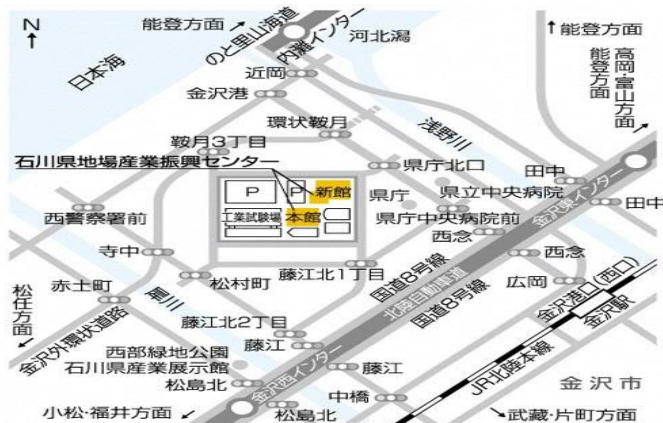 N
能登方面
のと里山海道
内灘インター
河北潟
能登方面
高岡・富山方面
能登方面
日本海
近岡
金沢港
環状鞍月
浅野川
鞍月3丁目
石川県地場産業振興センター
県庁北口
田中
P
P
新館
県庁
県立中央病院
金沢東インター
田中
西警察署前
工業試験場
本館
県庁中央病院前
西念
寺中
西念
松村町
藤江北1丁目
国道8号線
北陸自動車道
国道8号線
広岡
金沢港口(西口)
金沢駅
赤土町
犀川
松任方面
金沢外環状道路
藤江北2丁目
藤江
西部緑地公園
石川県産業展示館
藤江
JR北陸本線
金沢市
松島北
金沢西インター
中橋
小松・福井方面
松島北
武蔵・片町方面